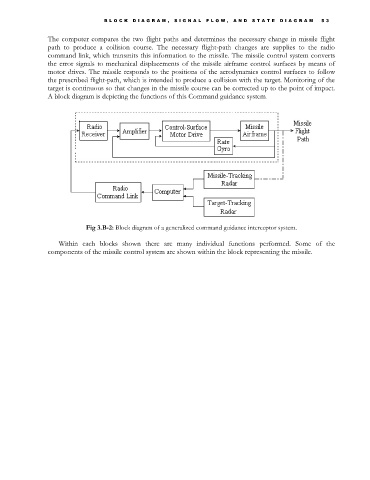 BLOCK DIAGRAM, SIGNAL FLOW, AND STATE DIAGRAM 53
The computer compares the two flight paths and determines the necessary change in missile flight
path to produce a collision course. The necessary flight-path changes are supplies to the radio
command link, which transmits this information to the missile. The missile control system converts
the error signals to mechanical displacements of the missile airframe control surfaces by means of
motor drives. The missile responds to the positions of the aerodynamics control surfaces to follow
the prescribed flight-path, which is intended to produce a collision with the target. Monitoring of the
target is continuous so that changes in the missile course can be corrected up to the point of impact.
A block diagram is depicting the functions of this Command guidance system.
Radio
Receiver
Amplifier
Control-Surface
Motor Drive
Missile
Air frame
Missile
Flight
Path
Rate
Gyro
Missile-Tracking
Radar
Radio
Command Link
Computer
Target-Tracking
Radar
Fig 3.B-2: Block diagram of a generalized command guidance interceptor system.
Within each blocks shown there are many individual functions performed. Some of the
components of the missile control system are shown within the block representing the missile.